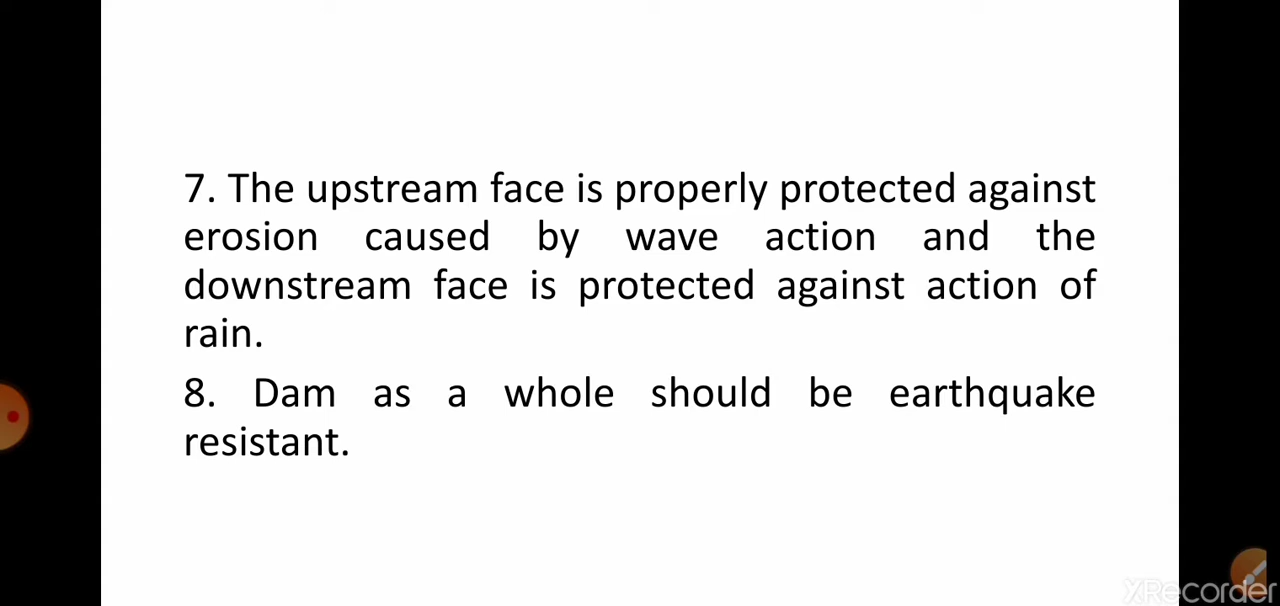 7. The upstream face is properly protected against
erosion caused by wave action and the
downstream face is protected against action of
rain.
8. Dam as a whole should be earthquake
resistant.
XRecorder